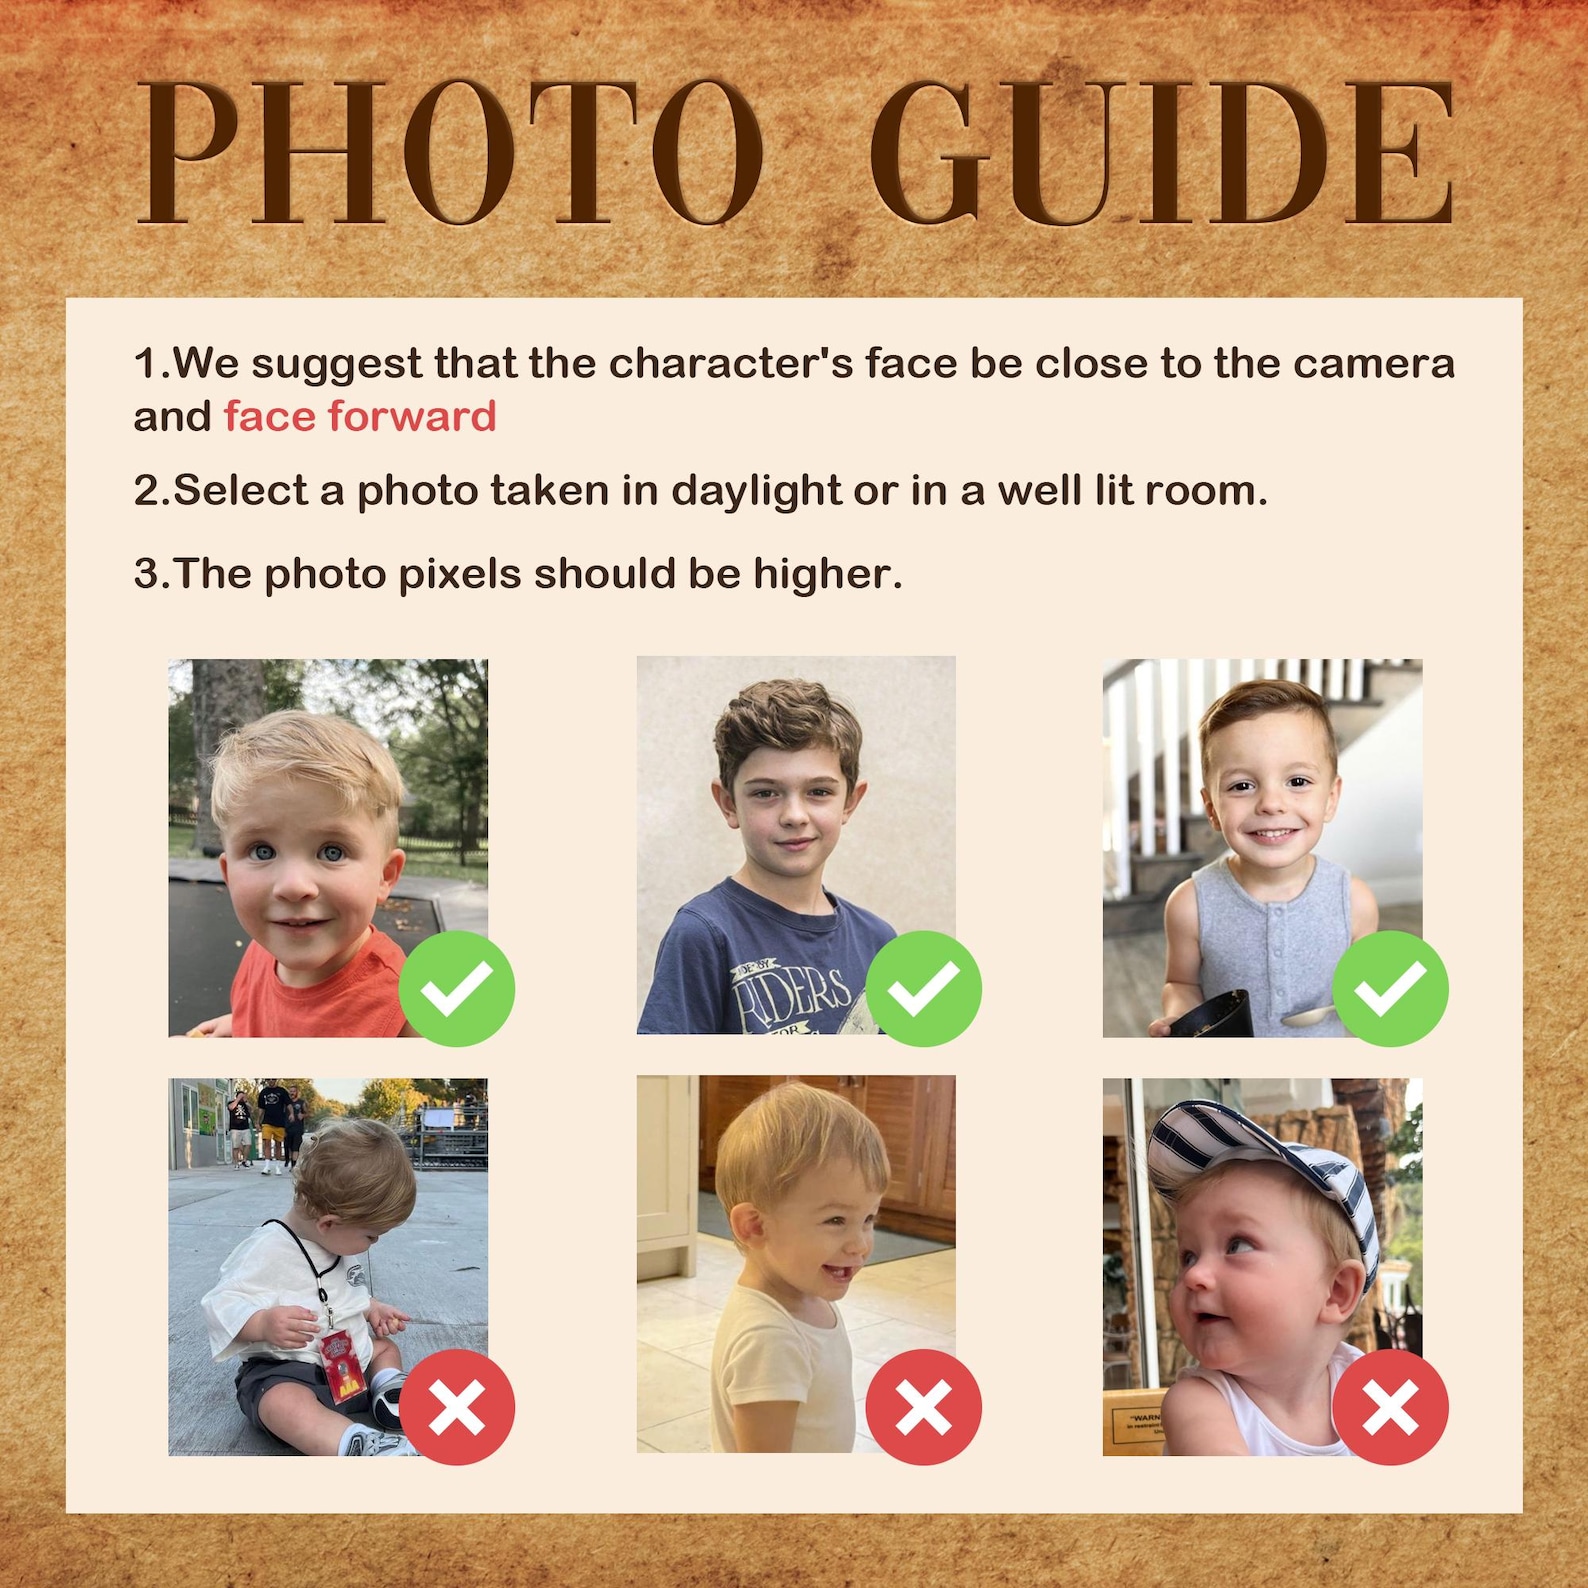 PHOTO GUIDE
1.We suggest that the character's face be close to the camera
and face forward
2.Select a photo taken in daylight or in a well lit room.
3.The photo pixels should be higher.
RIDERS
FOR
"WARN